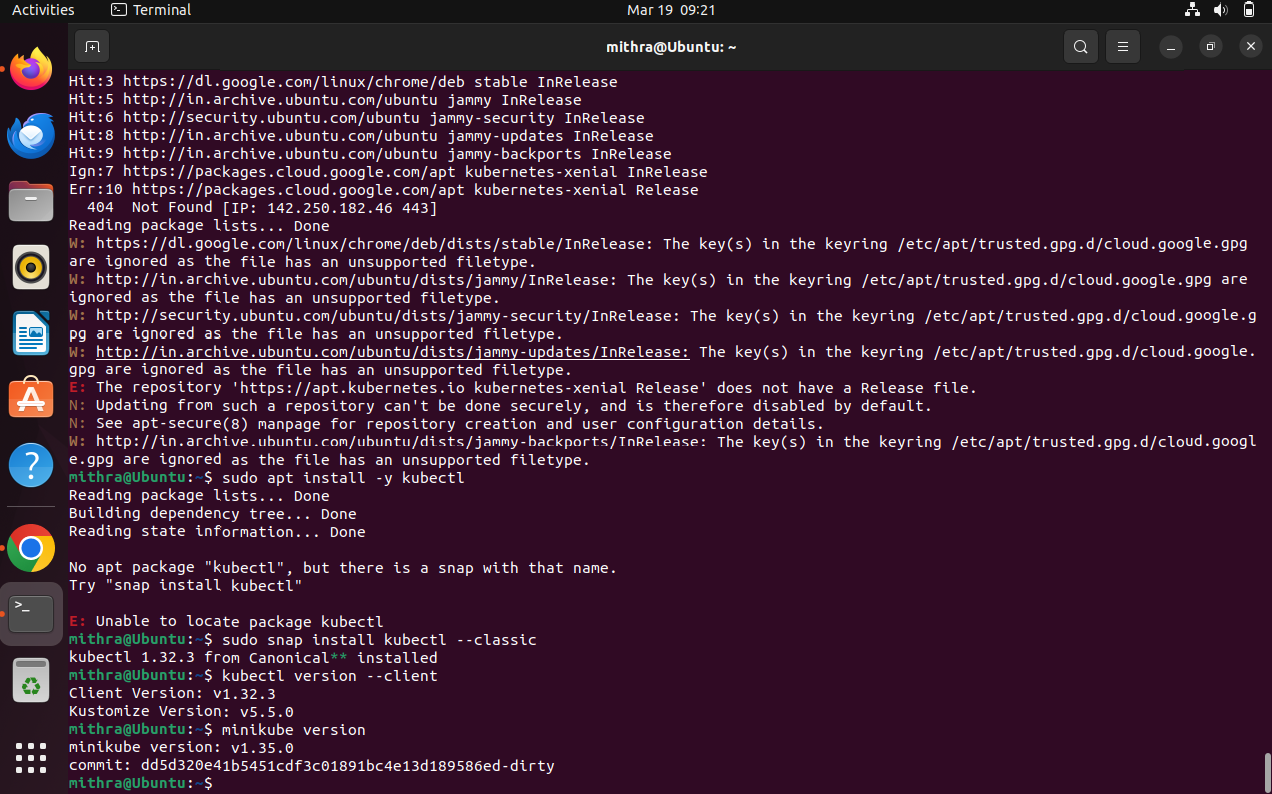 Activities Terminal Mar 19 09:21
mithra@Ubuntu: ~
Hit:3 https://dl.google.com/linux/chrome/deb stable InRelease
Hit:5 http://in.archive.ubuntu.com/ubuntu jammy InRelease
Hit:6 http://security.ubuntu.com/ubuntu jammy-security InRelease
Hit:8 http://in.archive.ubuntu.com/ubuntu jammy-updates InRelease
Hit:9 http://in.archive.ubuntu.com/ubuntu jammy-backports InRelease
Ign:7 https://packages.cloud.google.com/apt kubernetes-xenial InRelease
Err:10 https://packages.cloud.google.com/apt kubernetes-xenial Release
  404  Not Found [IP: 142.250.182.46 443]
Reading package lists... Done
W: https://dl.google.com/linux/chrome/deb/dists/stable/InRelease: The key(s) in the keyring /etc/apt/trusted.gpg.d/cloud.google.gpg
are ignored as the file has an unsupported filetype.
W: http://in.archive.ubuntu.com/ubuntu/dists/jammy/InRelease: The key(s) in the keyring /etc/apt/trusted.gpg.d/cloud.google.gpg are
ignored as the file has an unsupported filetype.
W: http://security.ubuntu.com/ubuntu/dists/jammy-security/InRelease: The key(s) in the keyring /etc/apt/trusted.gpg.d/cloud.google.g
pg are ignored as the file has an unsupported filetype.
W: http://in.archive.ubuntu.com/ubuntu/dists/jammy-updates/InRelease: The key(s) in the keyring /etc/apt/trusted.gpg.d/cloud.google.
gpg are ignored as the file has an unsupported filetype.
E: The repository 'https://apt.kubernetes.io kubernetes-xenial Release' does not have a Release file.
N: Updating from such a repository can't be done securely, and is therefore disabled by default.
N: See apt-secure(8) manpage for repository creation and user configuration details.
W: http://in.archive.ubuntu.com/ubuntu/dists/jammy-backports/InRelease: The key(s) in the keyring /etc/apt/trusted.gpg.d/cloud.googl
e.gpg are ignored as the file has an unsupported filetype.
mithra@Ubuntu:~$ sudo apt install -y kubectl
Reading package lists... Done
Building dependency tree... Done
Reading state information... Done
No apt package "kubectl", but there is a snap with that name.
Try "snap install kubectl"
E: Unable to locate package kubectl
mithra@Ubuntu:~$ sudo snap install kubectl --classic
kubectl 1.32.3 from Canonical** installed
mithra@Ubuntu:~$ kubectl version --client
Client Version: v1.32.3
Kustomize Version: v5.5.0
mithra@Ubuntu:~$ minikube version
minikube version: v1.35.0
commit: dd5d320e41b5451cdf3c01891bc4e13d189586ed-dirty
mithra@Ubuntu:~$